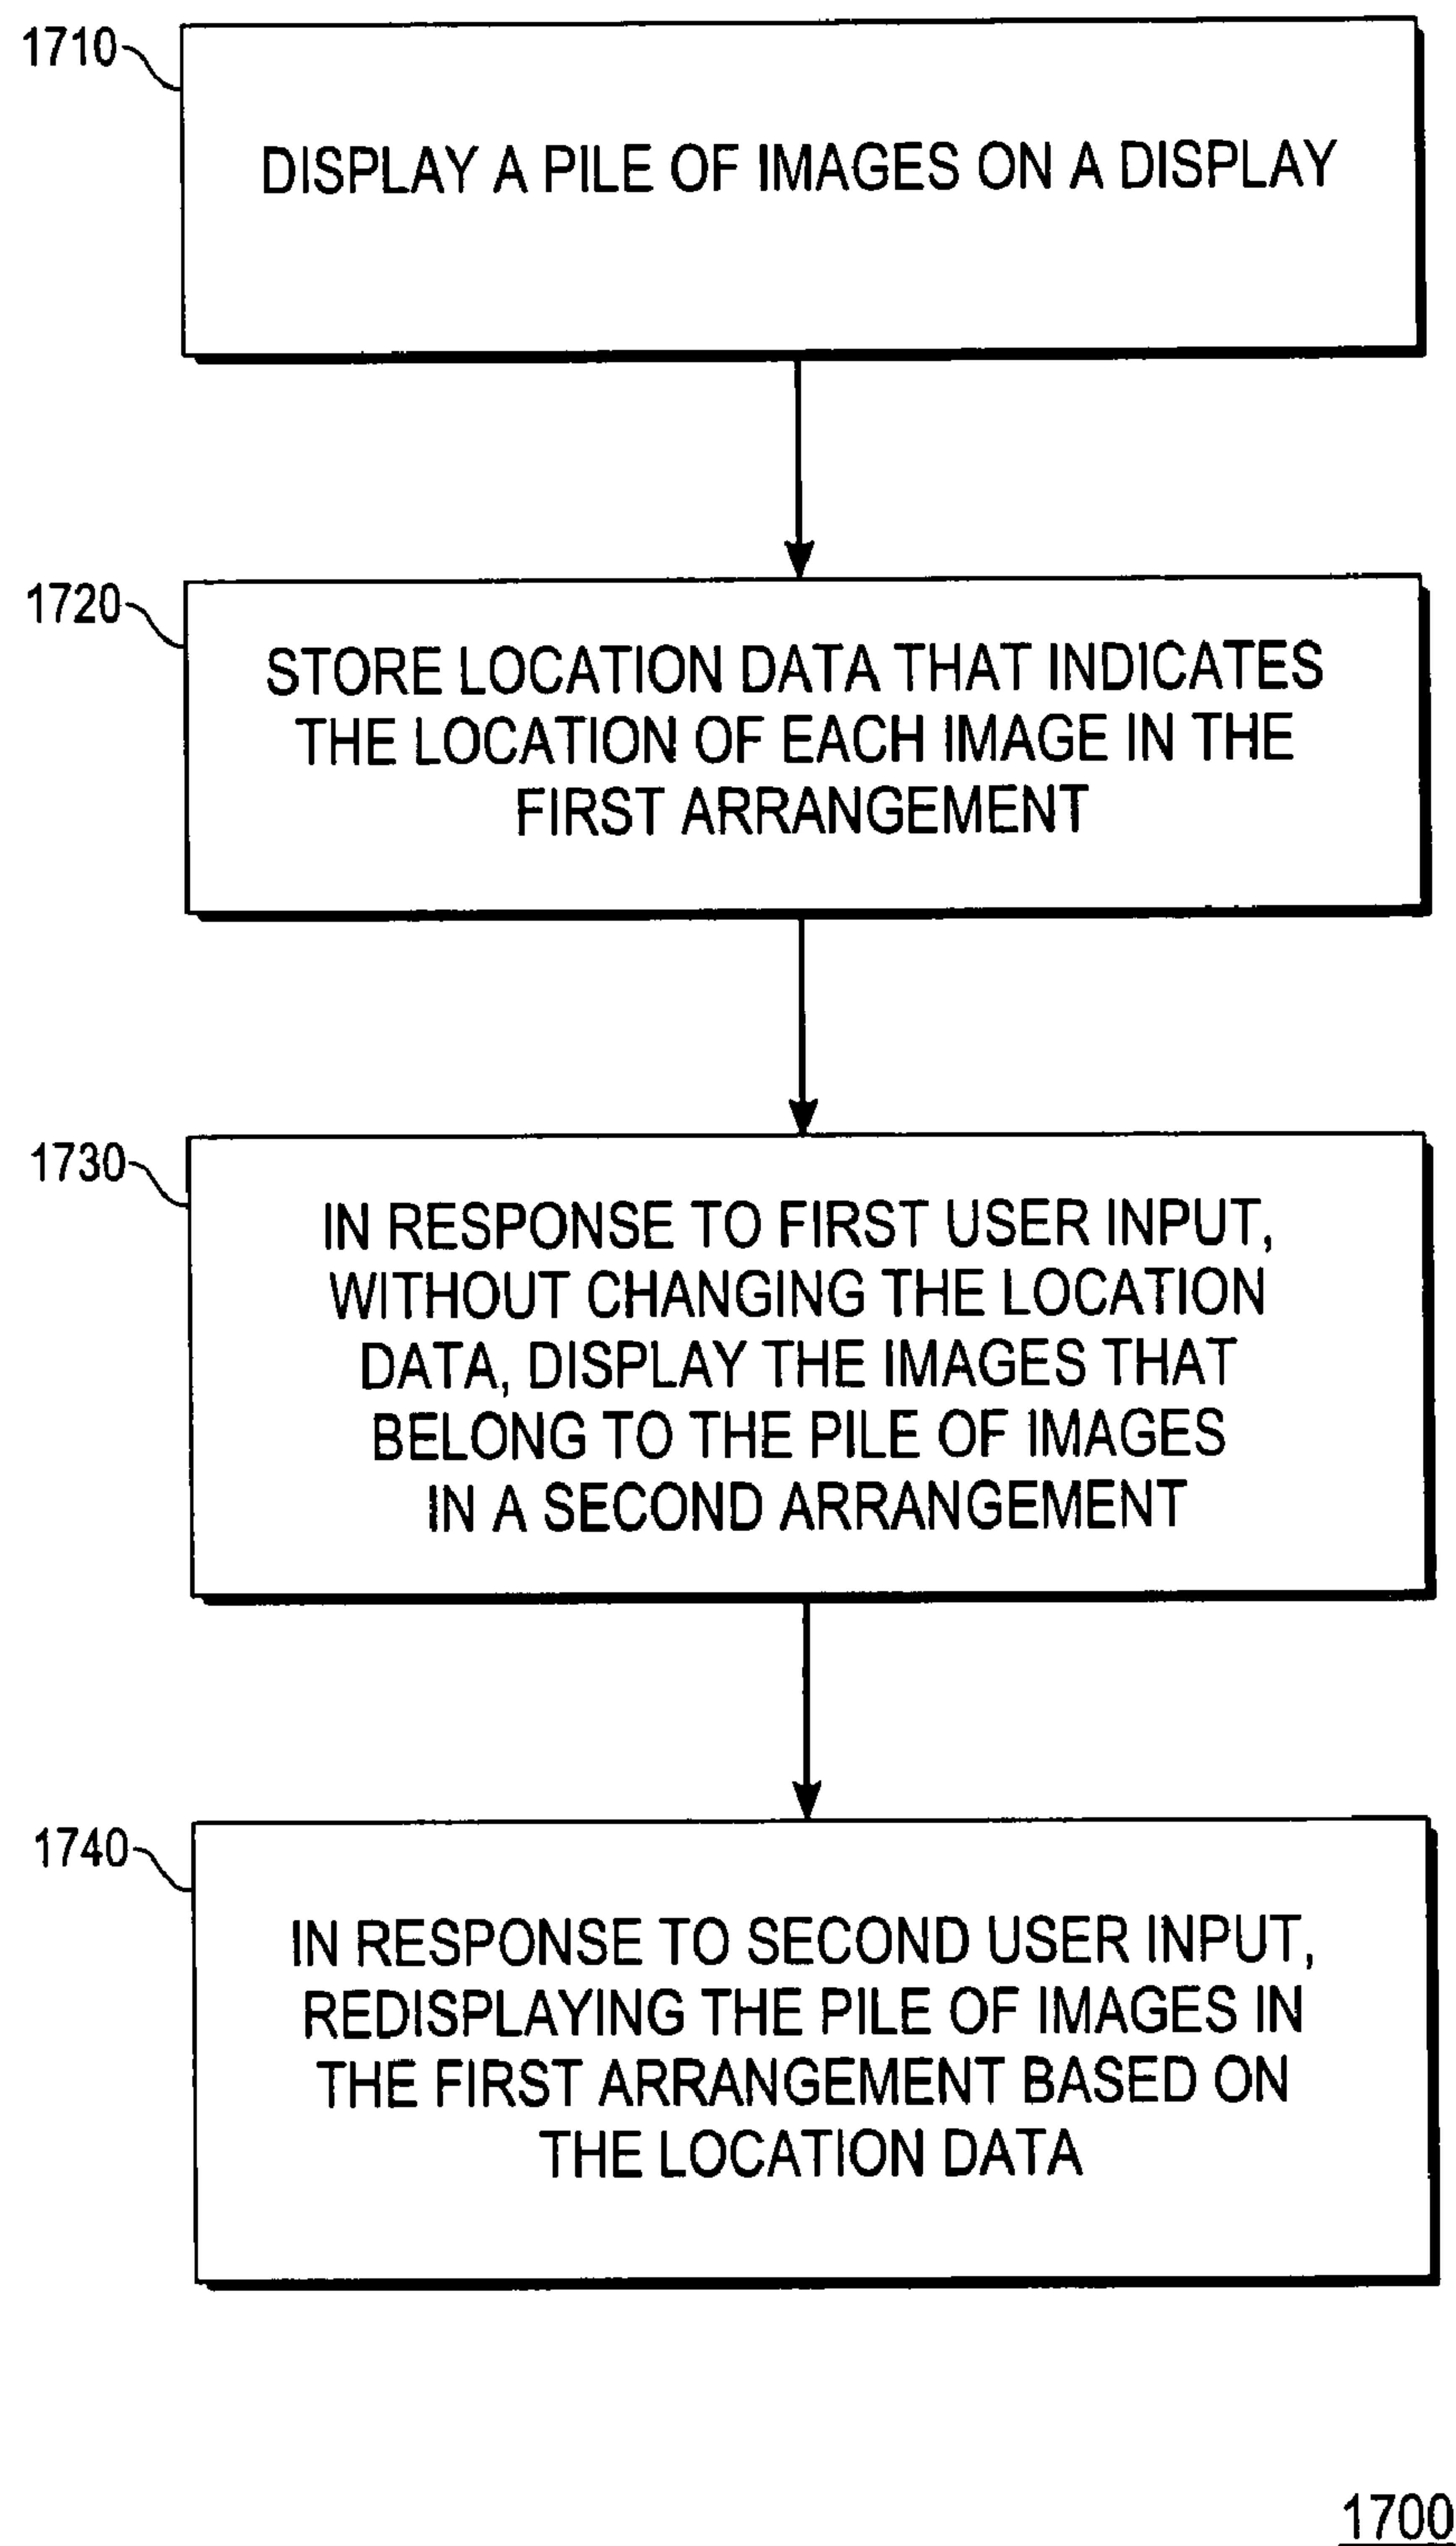 1710
DISPLAY A PILE OF IMAGES ON A DISPLAY
1720
STORE LOCATION DATA THAT INDICATES
THE LOCATION OF EACH IMAGE IN THE
FIRST ARRANGEMENT
1730
IN RESPONSE TO FIRST USER INPUT,
WITHOUT CHANGING THE LOCATION
DATA, DISPLAY THE IMAGES THAT
BELONG TO THE PILE OF IMAGES
IN A SECOND ARRANGEMENT
1740
IN RESPONSE TO SECOND USER INPUT,
REDISPLAYING THE PILE OF IMAGES IN
THE FIRST ARRANGEMENT BASED ON
THE LOCATION DATA
1700